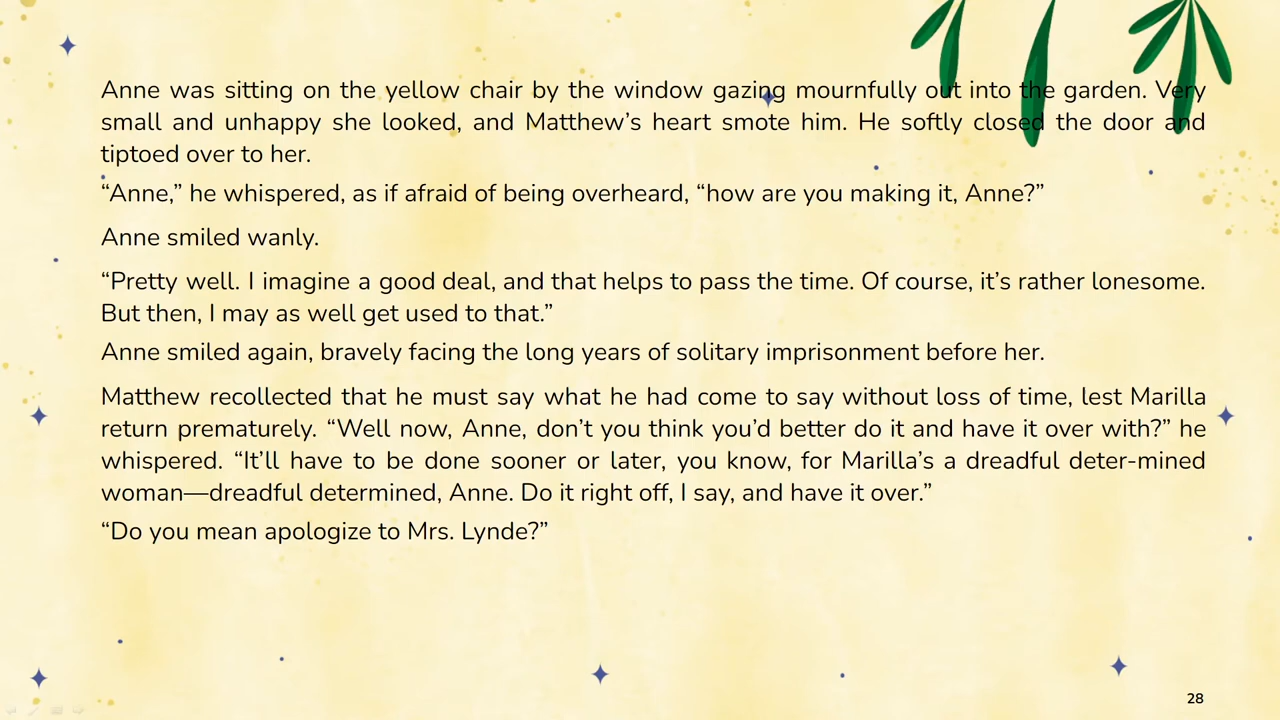 Anne was sitting on the yellow chair by the window gazing mournfully out into the garden. Very
small and unhappy she looked, and Matthew’s heart smote him. He softly closed the door and
tiptoed over to her.
“Anne,” he whispered, as if afraid of being overheard, “how are you making it, Anne?”
Anne smiled wanly.
“Pretty well. I imagine a good deal, and that helps to pass the time. Of course, it’s rather lonesome.
But then, I may as well get used to that.”
Anne smiled again, bravely facing the long years of solitary imprisonment before her.
Matthew recollected that he must say what he had come to say without loss of time, lest Marilla
return prematurely. “Well now, Anne, don’t you think you’d better do it and have it over with?” he
whispered. “It’ll have to be done sooner or later, you know, for Marilla’s a dreadful deter-mined
woman—dreadful determined, Anne. Do it right off, I say, and have it over.”
“Do you mean apologize to Mrs. Lynde?”
28